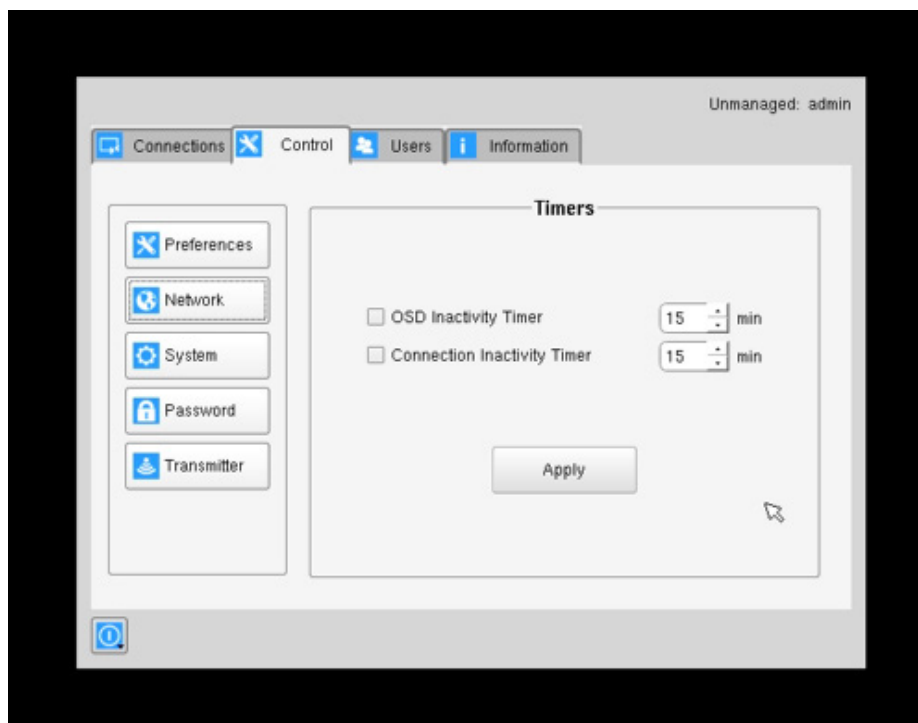 Unmanaged: admin
Connections
Control
Users
Information
Preferences
Network
System
Password
Transmitter
Timers
OSD Inactivity Timer 15 min
Connection Inactivity Timer 15 min
Apply